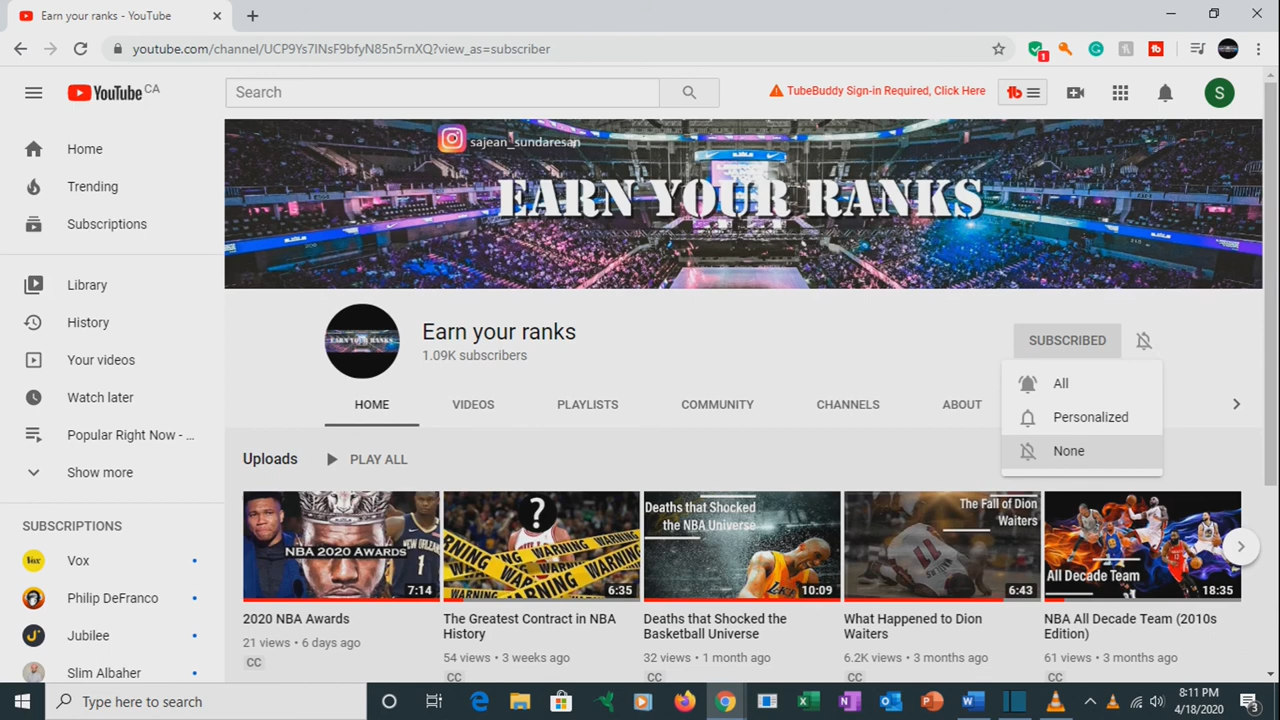 Earn your ranks - YouTube
youtube.com/channel/UCP9Ys7lNsF9bfyN85n5rnXQ?view_as=subscriber
1
YouTube CA
Search
TubeBuddy Sign-in Required, Click Here
S
Home
Trending
Subscriptions
Library
History
Your videos
Watch later
Popular Right Now - ...
Show more
SUBSCRIPTIONS
Vox
Philip DeFranco
Jubilee
Slim Albaher
sajean_sundaresan
EARN YOUR RANKS
EARN YOUR RANKS
Earn your ranks
1.09K subscribers
SUBSCRIBED
All
Personalized
None
HOME
VIDEOS
PLAYLISTS
COMMUNITY
CHANNELS
ABOUT
Uploads
PLAY ALL
NBA 2020 AWARDS
7:14
2020 NBA Awards
21 views • 6 days ago
CC
?
WARNING
6:35
The Greatest Contract in NBA
History
54 views • 3 weeks ago
CC
Deaths that Shocked
the NBA Universe
10:09
Deaths that Shocked the
Basketball Universe
32 views • 1 month ago
CC
The Fall of Dion
Waiters
6:43
What Happened to Dion
Waiters
6.2K views • 3 months ago
CC
All Decade Team
18:35
NBA All Decade Team (2010s
Edition)
61 views • 3 months ago
CC
Type here to search
8:11 PM
4/18/2020
3